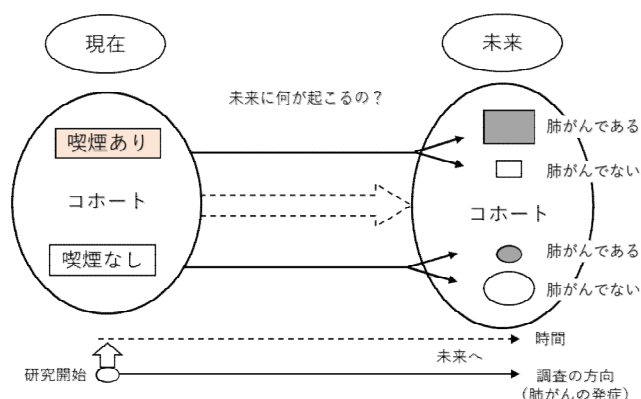 現在
未来
未来に何が起こるの？
喫煙あり
肺がんである
肺がんでない
コホート
コホート
喫煙なし
肺がんである
肺がんでない
時間
未来へ
研究開始
調査の方向
（肺がんの発症）